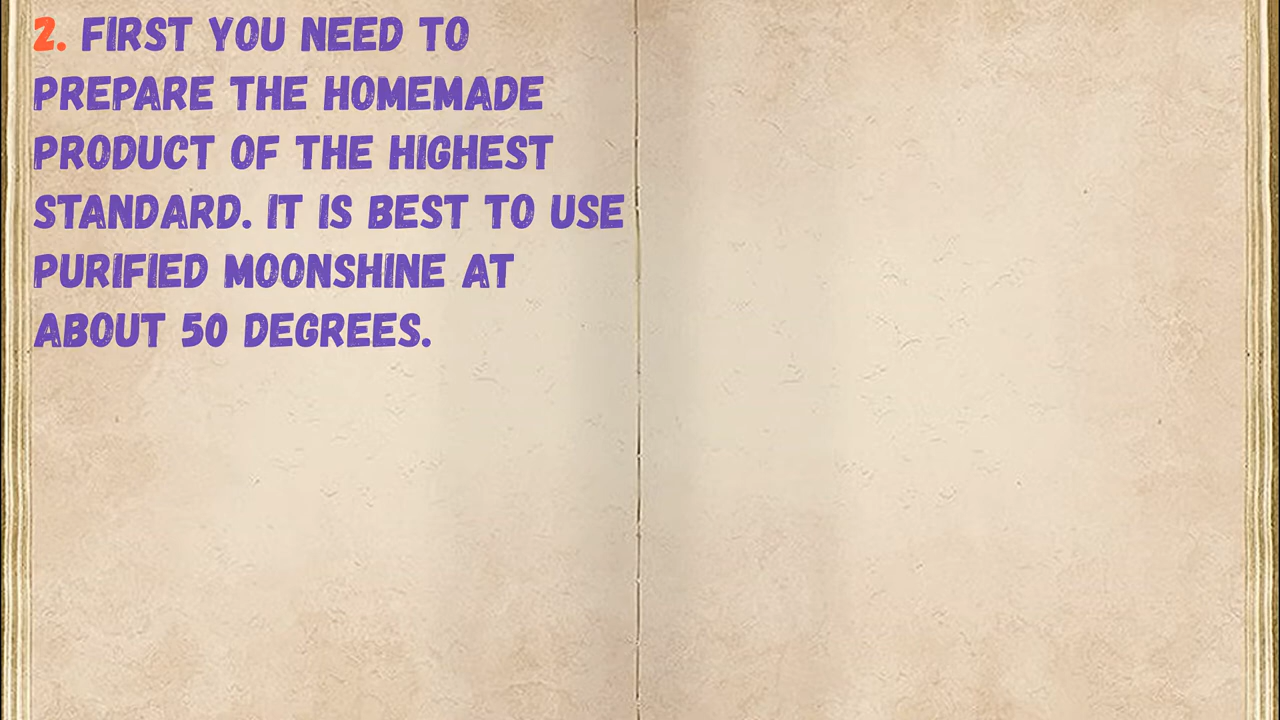 2. FIRST YOU NEED TO
PREPARE THE HOMEMADE
PRODUCT OF THE HIGHEST
STANDARD. IT IS BEST TO USE
PURIFIED MOONSHINE AT
ABOUT 50 DEGREES.